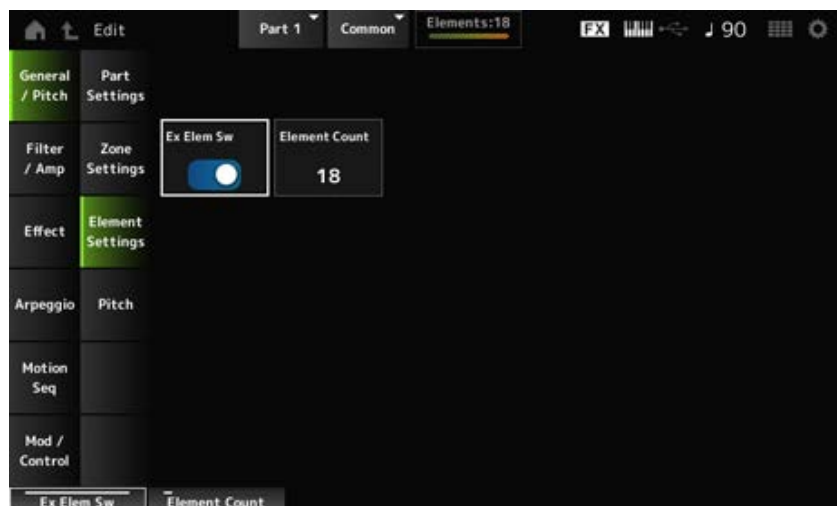 Edit
Part 1
Common
Elements:18
FX
♩ 90
General
/ Pitch
Part
Settings
Filter
/ Amp
Zone
Settings
Ex Elem Sw
Element Count
18
Effect
Element
Settings
Arpeggio
Pitch
Motion
Seq
Mod /
Control
Ex Elem Sw
Element Count